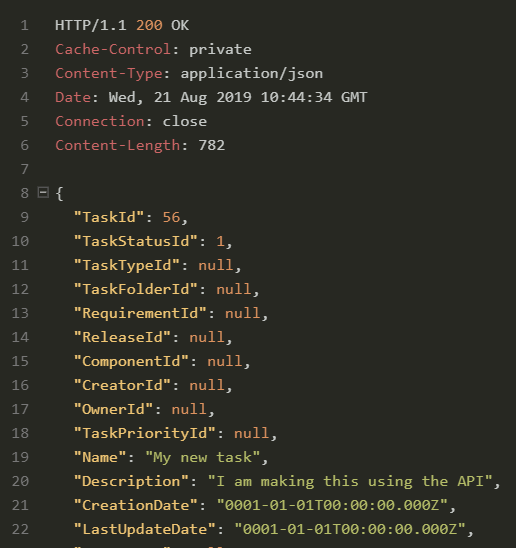 1 HTTP/1.1 200 OK
2 Cache-Control: private
3 Content-Type: application/json
4 Date: Wed, 21 Aug 2019 10:44:34 GMT
5 Connection: close
6 Content-Length: 782
7
8 {
9 "TaskId": 56,
10 "TaskStatusId": 1,
11 "TaskTypeId": null,
12 "TaskFolderId": null,
13 "RequirementId": null,
14 "ReleaseId": null,
15 "ComponentId": null,
16 "CreatorId": null,
17 "OwnerId": null,
18 "TaskPriorityId": null,
19 "Name": "My new task",
20 "Description": "I am making this using the API",
21 "CreationDate": "0001-01-01T00:00:00.000Z",
22 "LastUpdateDate": "0001-01-01T00:00:00.000Z",